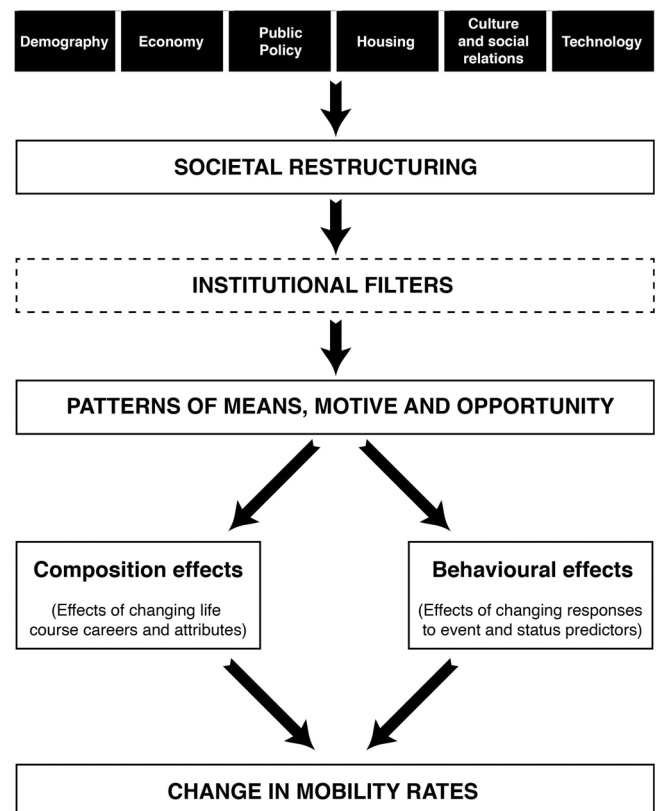 Demography
Economy
Public
Policy
Housing
Culture
and social
relations
Technology
SOCIETAL RESTRUCTURING
INSTITUTIONAL FILTERS
PATTERNS OF MEANS, MOTIVE AND OPPORTUNITY
Composition effects
(Effects of changing life
course careers and attributes)
Behavioural effects
(Effects of changing responses
to event and status predictors)
CHANGE IN MOBILITY RATES